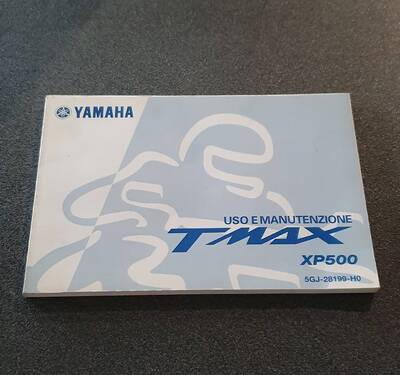 YAMAHA
USO E MANUTENZIONE
TMAX
XP500
5GJ-28199-H0